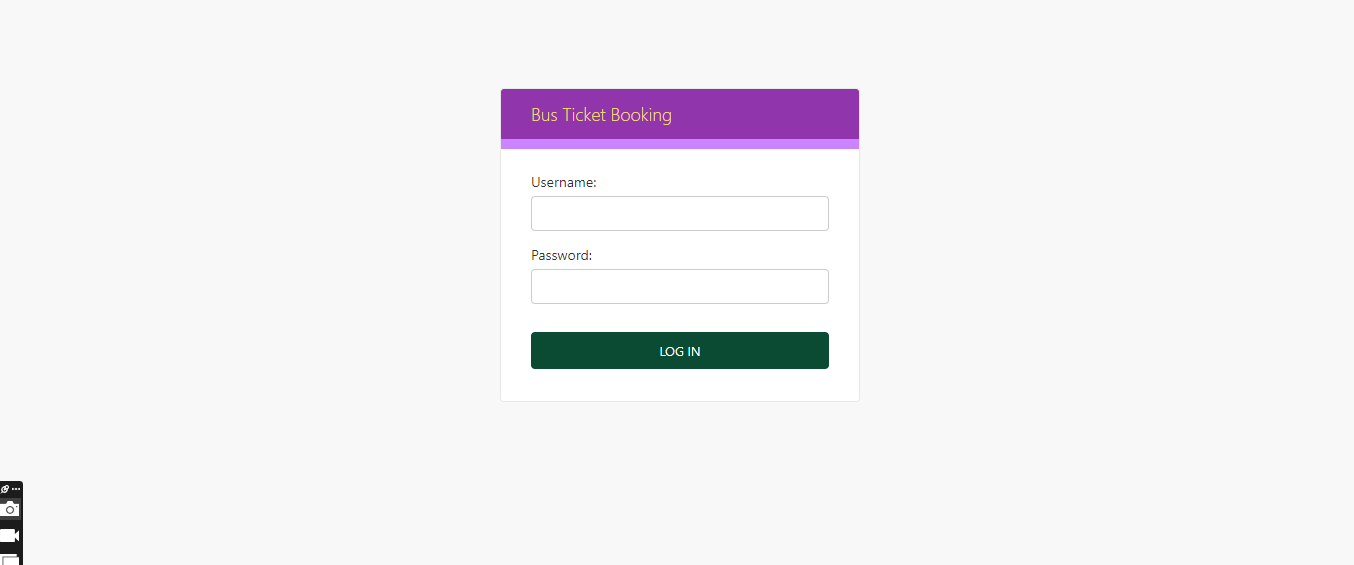 Bus Ticket Booking
Username:
Password:
LOG IN